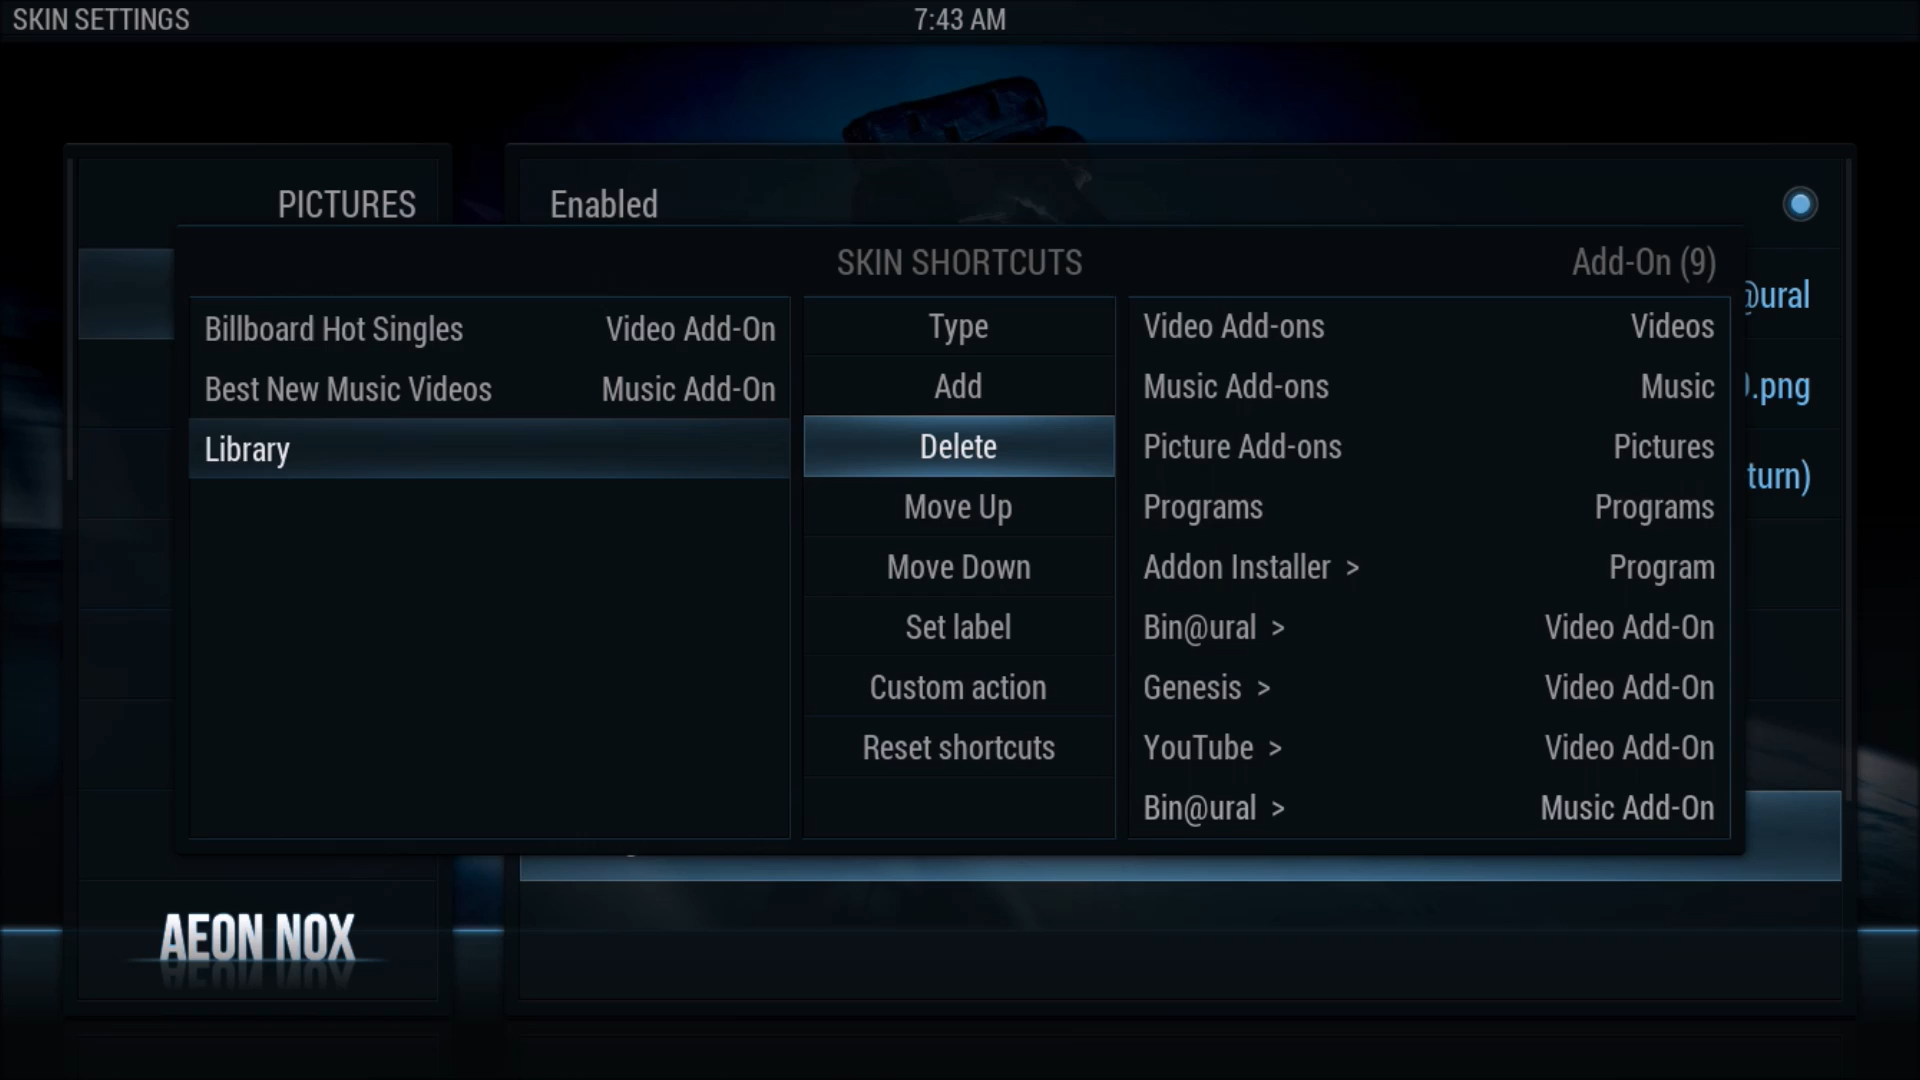 SKIN SETTINGS
7:43 AM
PICTURES
Enabled
SKIN SHORTCUTS
Add-On (9)
Billboard Hot Singles Video Add-On
Best New Music Videos Music Add-On
Library
Type
Add
Delete
Move Up
Move Down
Set label
Custom action
Reset shortcuts
Video Add-ons Videos
Music Add-ons Music
Picture Add-ons Pictures
Programs Programs
Addon Installer > Program
Bin@ural > Video Add-On
Genesis > Video Add-On
YouTube > Video Add-On
Bin@ural > Music Add-On
@ural
.png
turn)
AEON NOX